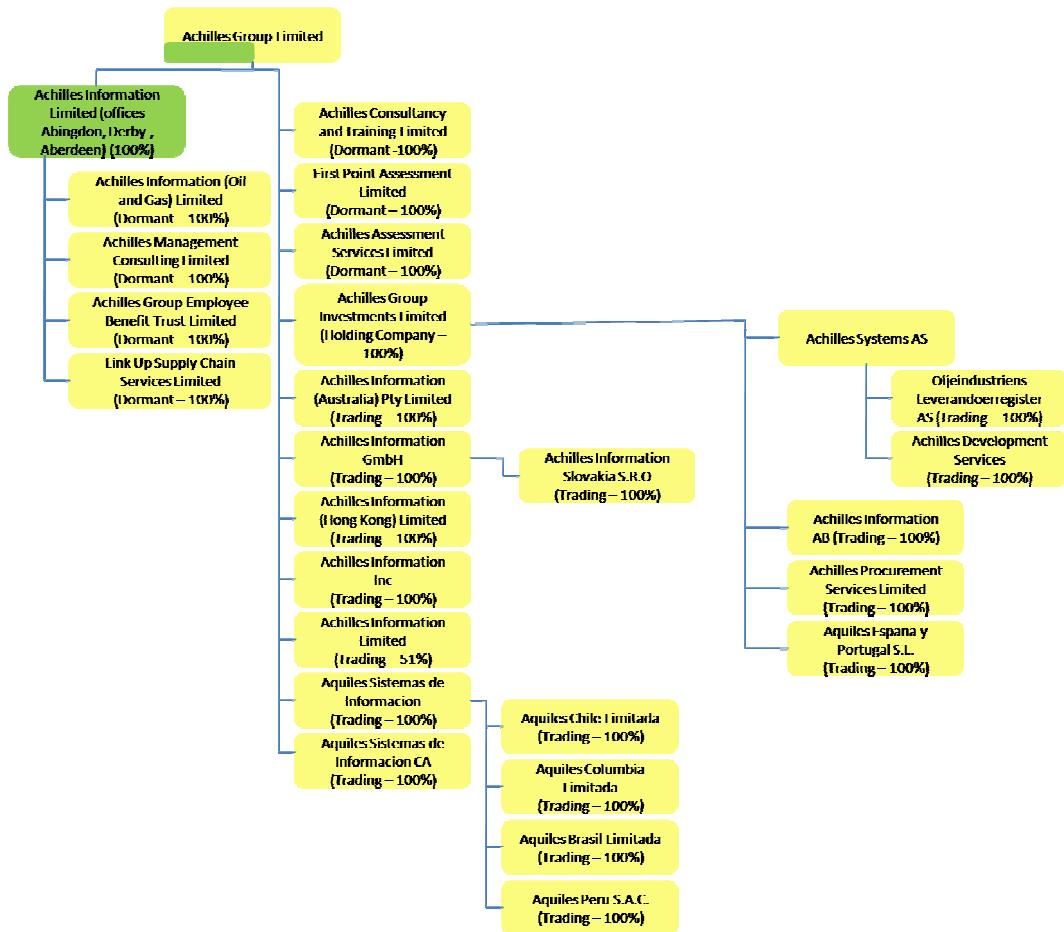 Achilles Group Limited
Achilles Information
Limited (offices
Abingdon, Derby ,
Aberdeen) (100%)
Achilles Information (Oil
and Gas) Limited
(Dormant – 100%)
Achilles Management
Consulting Limited
(Dormant – 100%)
Achilles Group Employee
Benefit Trust Limited
(Dormant – 100%)
Link Up Supply Chain
Services Limited
(Dormant – 100%)
Achilles Consultancy
and Training Limited
(Dormant -100%)
First Point Assessment
Limited
(Dormant – 100%)
Achilles Assessment
Services Limited
(Dormant – 100%)
Achilles Group
Investments Limited
(Holding Company –
100%)
Achilles Information
(Australia) Pty Limited
(Trading – 100%)
Achilles Information
GmbH
(Trading – 100%)
Achilles Information
Slovakia S.R.O
(Trading – 100%)
Achilles Information
(Hong Kong) Limited
(Trading – 100%)
Achilles Information
Inc
(Trading – 100%)
Achilles Information
Limited
(Trading – 51%)
Aquiles Sistemas de
Informacion
(Trading – 100%)
Aquiles Sistemas de
Informacion CA
(Trading – 100%)
Aquiles Chile Limitada
(Trading – 100%)
Aquiles Columbia
Limitada
(Trading – 100%)
Aquiles Brasil Limitada
(Trading – 100%)
Aquiles Peru S.A.C.
(Trading – 100%)
Achilles Systems AS
Oljeindustriens
Leverandoerregister
AS (Trading – 100%)
Achilles Development
Services
(Trading – 100%)
Achilles Information
AB (Trading – 100%)
Achilles Procurement
Services Limited
(Trading – 100%)
Aquiles Espana y
Portugal S.L.
(Trading – 100%)